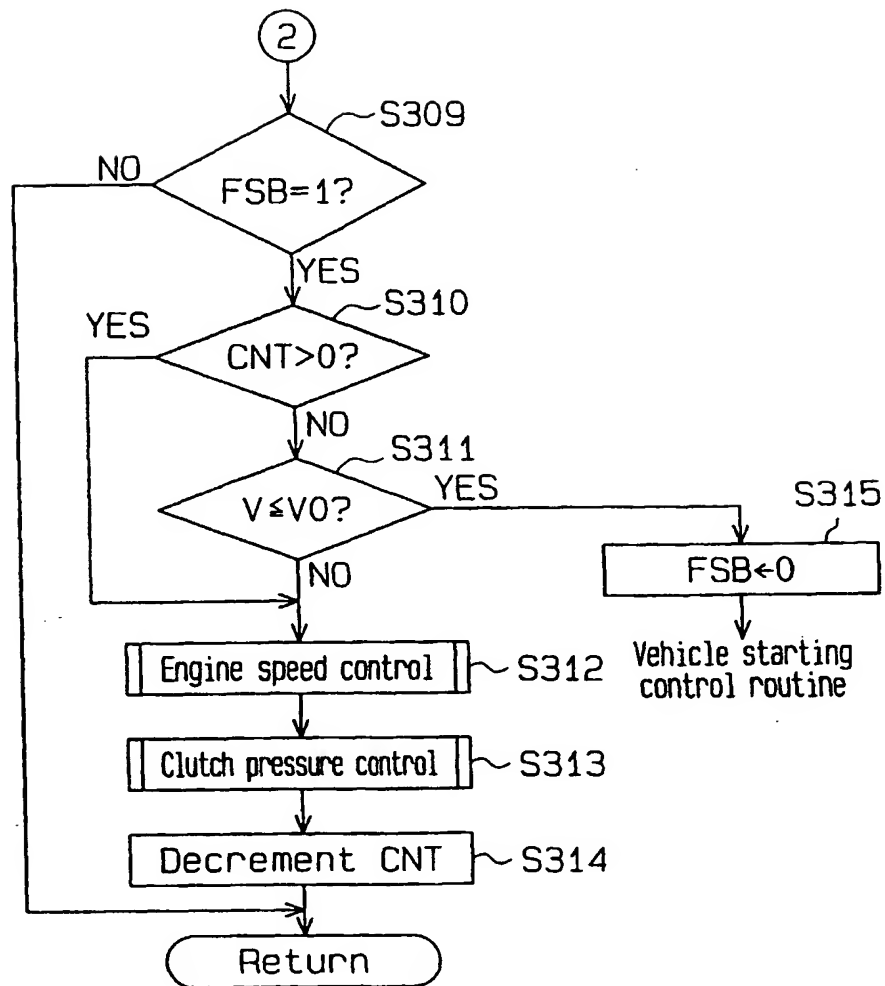 2
S309
NO
FSB=1?
YES
S310
YES
CNT>0?
NO
S311
V≦V0?
YES
S315
FSB←0
NO
Engine speed control
S312
Vehicle starting
control routine
Clutch pressure control
S313
Decrement CNT
S314
Return